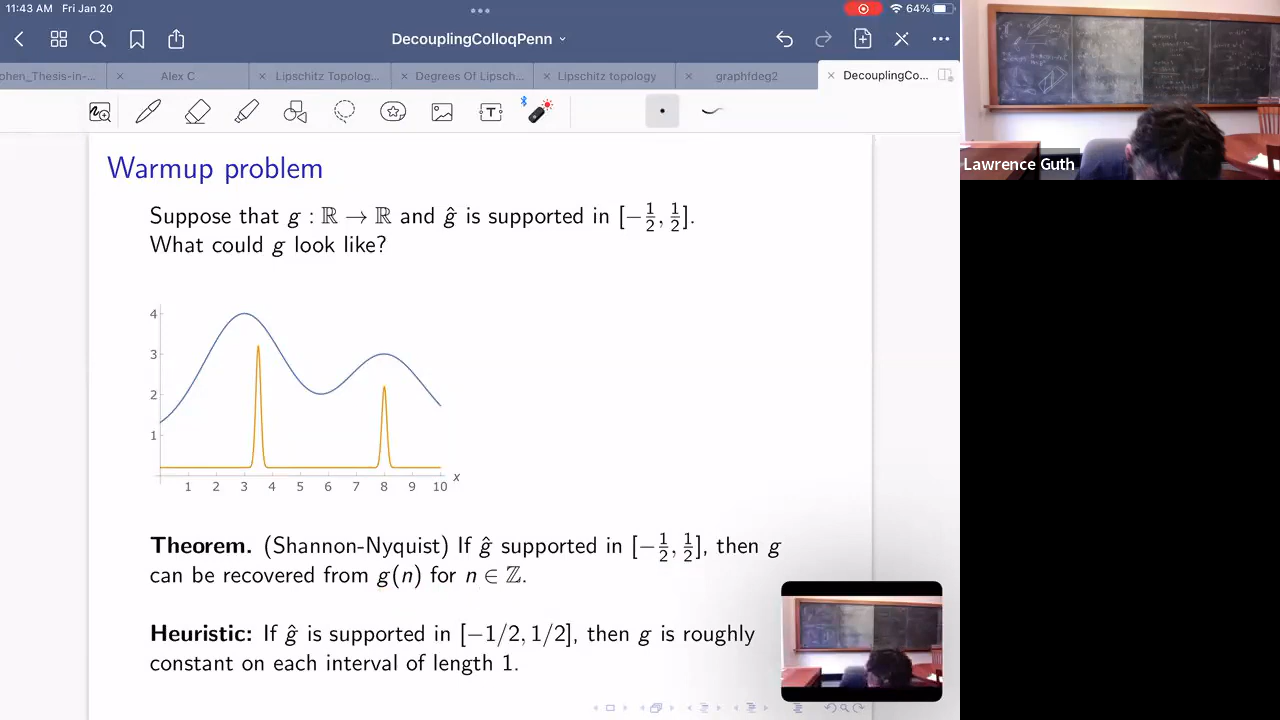 11:43 AM Fri Jan 20
64%
DecouplingColloqPenn
phen_Thesis-in-...
Alex C
Lipschitz Topolog...
Degrees Of Lipsch...
Lipschitz topology
graphfdeg2
DecouplingCo...
Lawrence Guth
Warmup problem
Suppose that g : ℝ → ℝ and ĝ is supported in [−1/2, 1/2].
What could g look like?
4
3
2
1
1 2 3 4 5 6 7 8 9 10 x
Theorem. (Shannon-Nyquist) If ĝ supported in [−1/2, 1/2], then g
can be recovered from g(n) for n ∈ ℤ.
Heuristic: If ĝ is supported in [−1/2, 1/2], then g is roughly
constant on each interval of length 1.